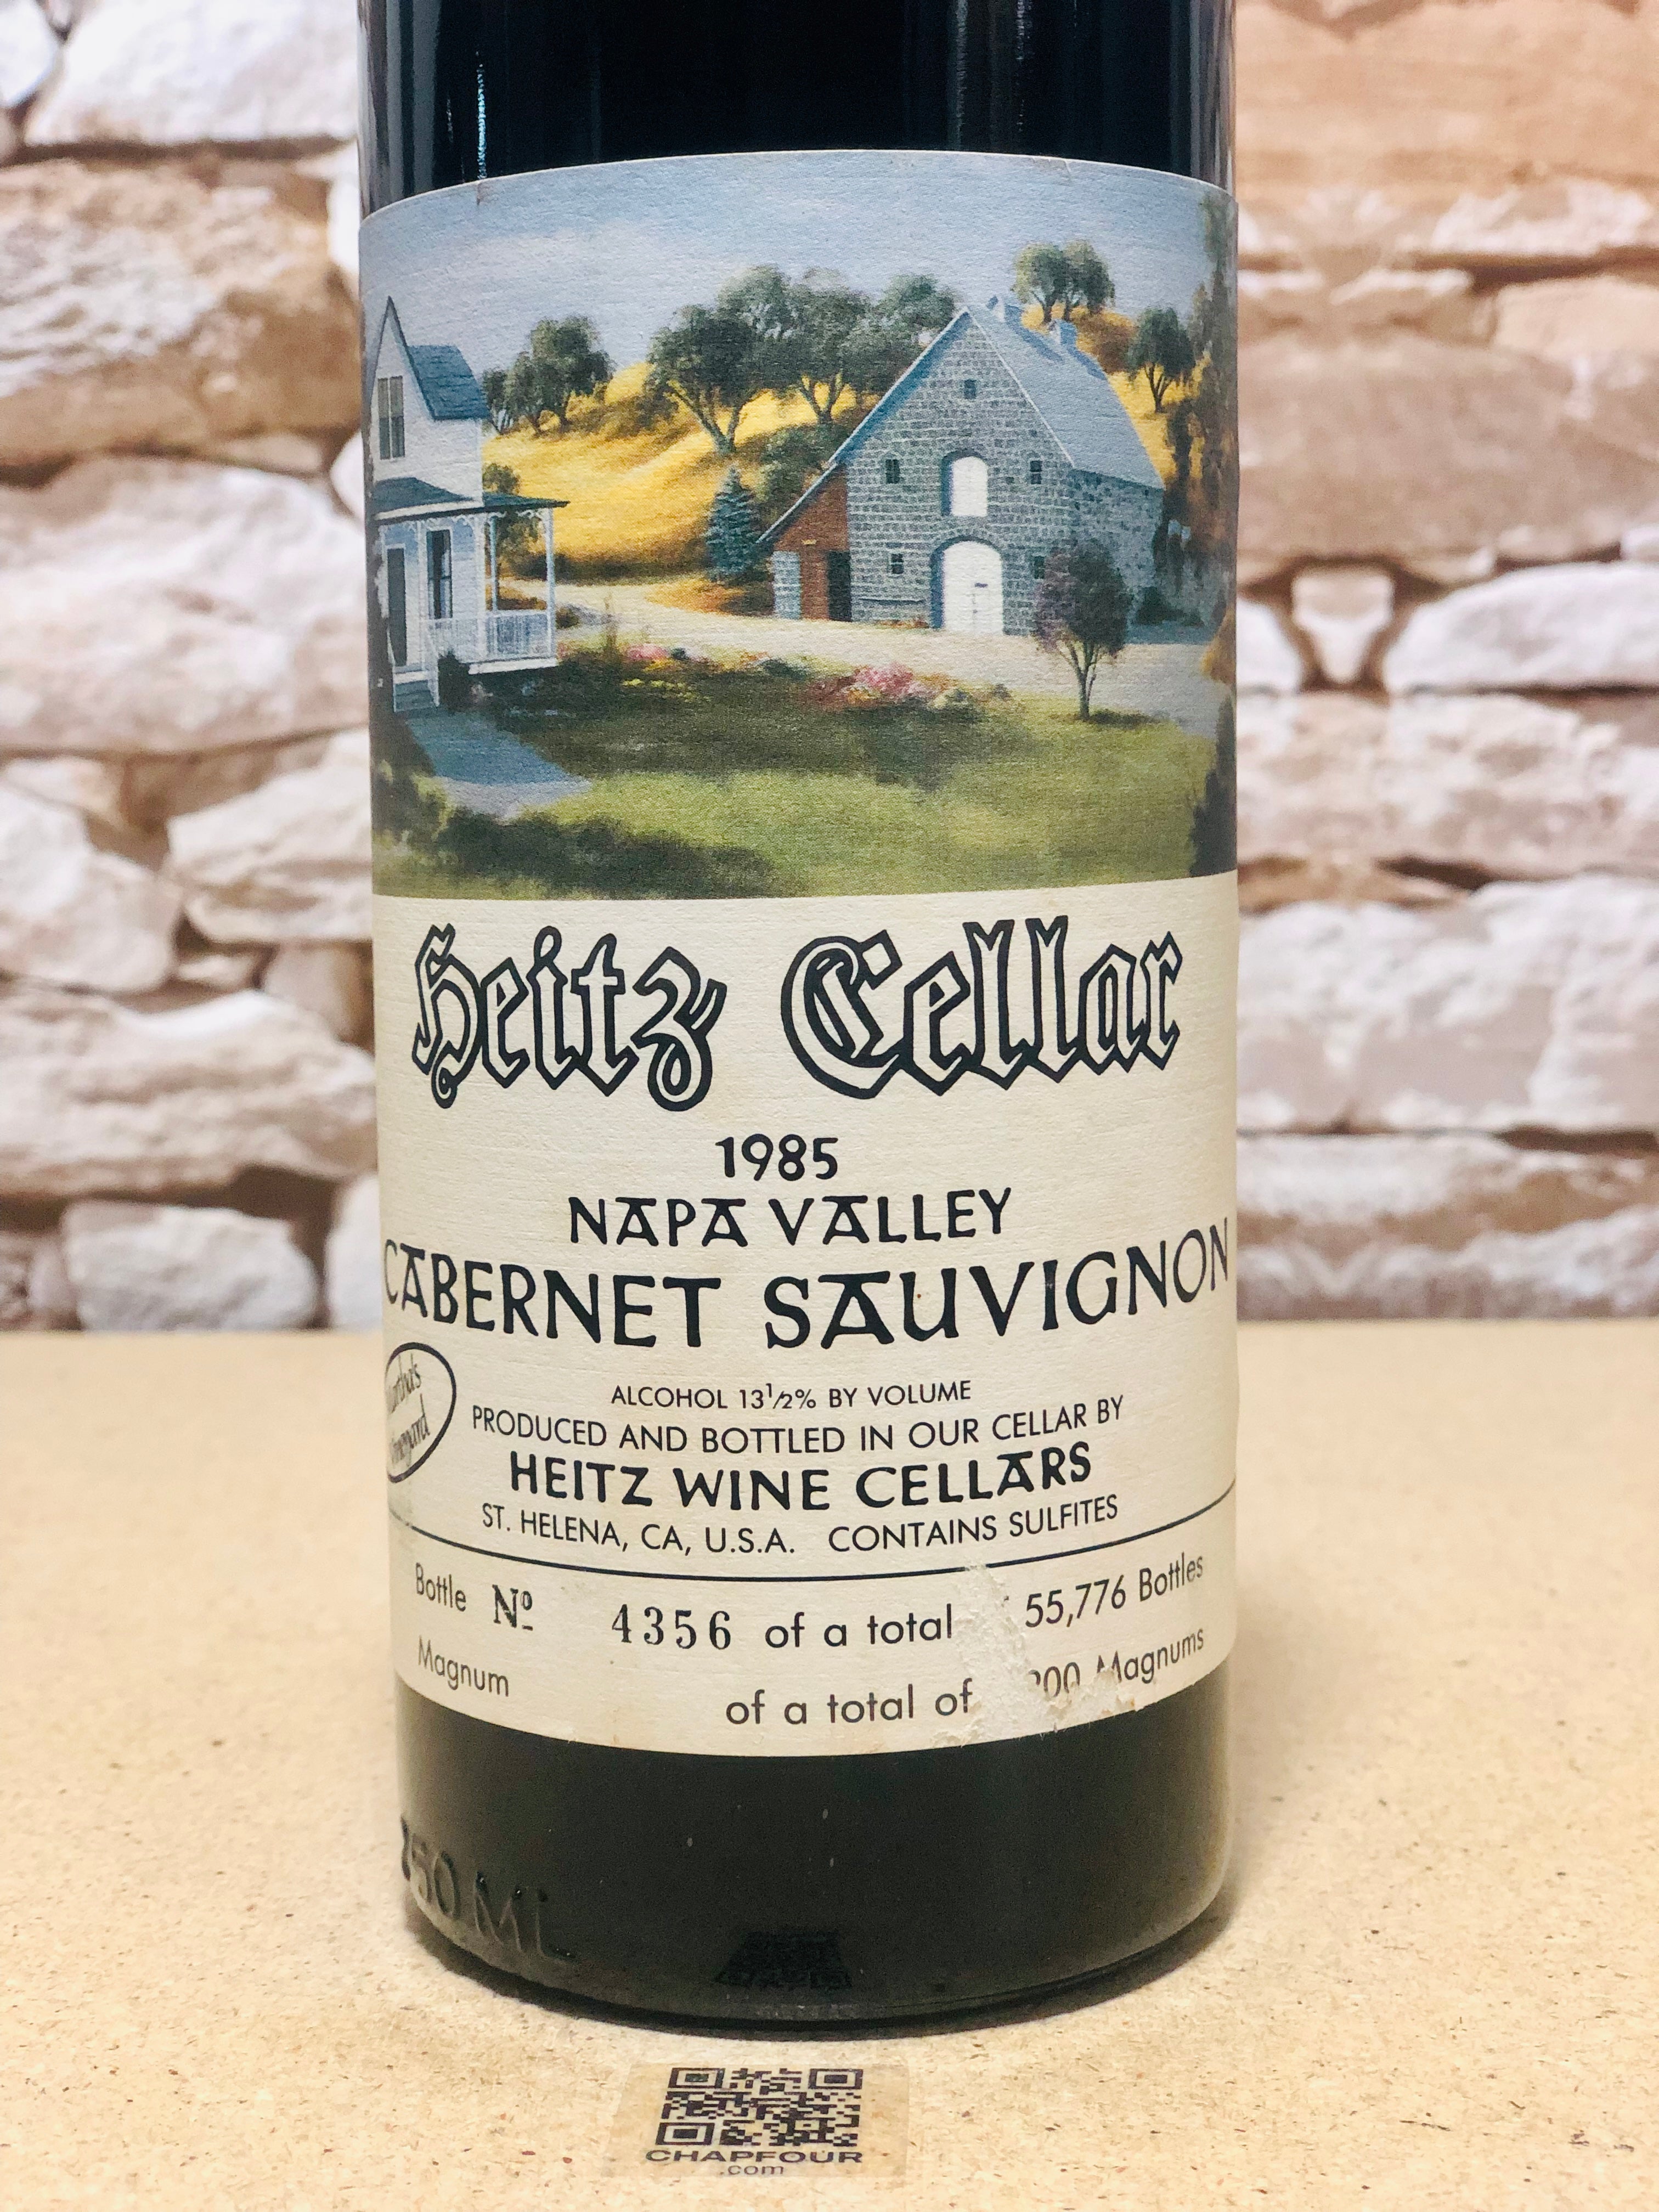 Heitz Cellar
1985
NAPA VALLEY
CABERNET SAUVIGNON
ALCOHOL 13½% BY VOLUME
PRODUCED AND BOTTLED IN OUR CELLAR BY
HEITZ WINE CELLARS
ST. HELENA, CA, U.S.A. CONTAINS SULFITES
Bottle Nº 4356 of a total 55,776 Bottles
Magnum of a total of Magnums
750 ML
CHAPFOUR
.com